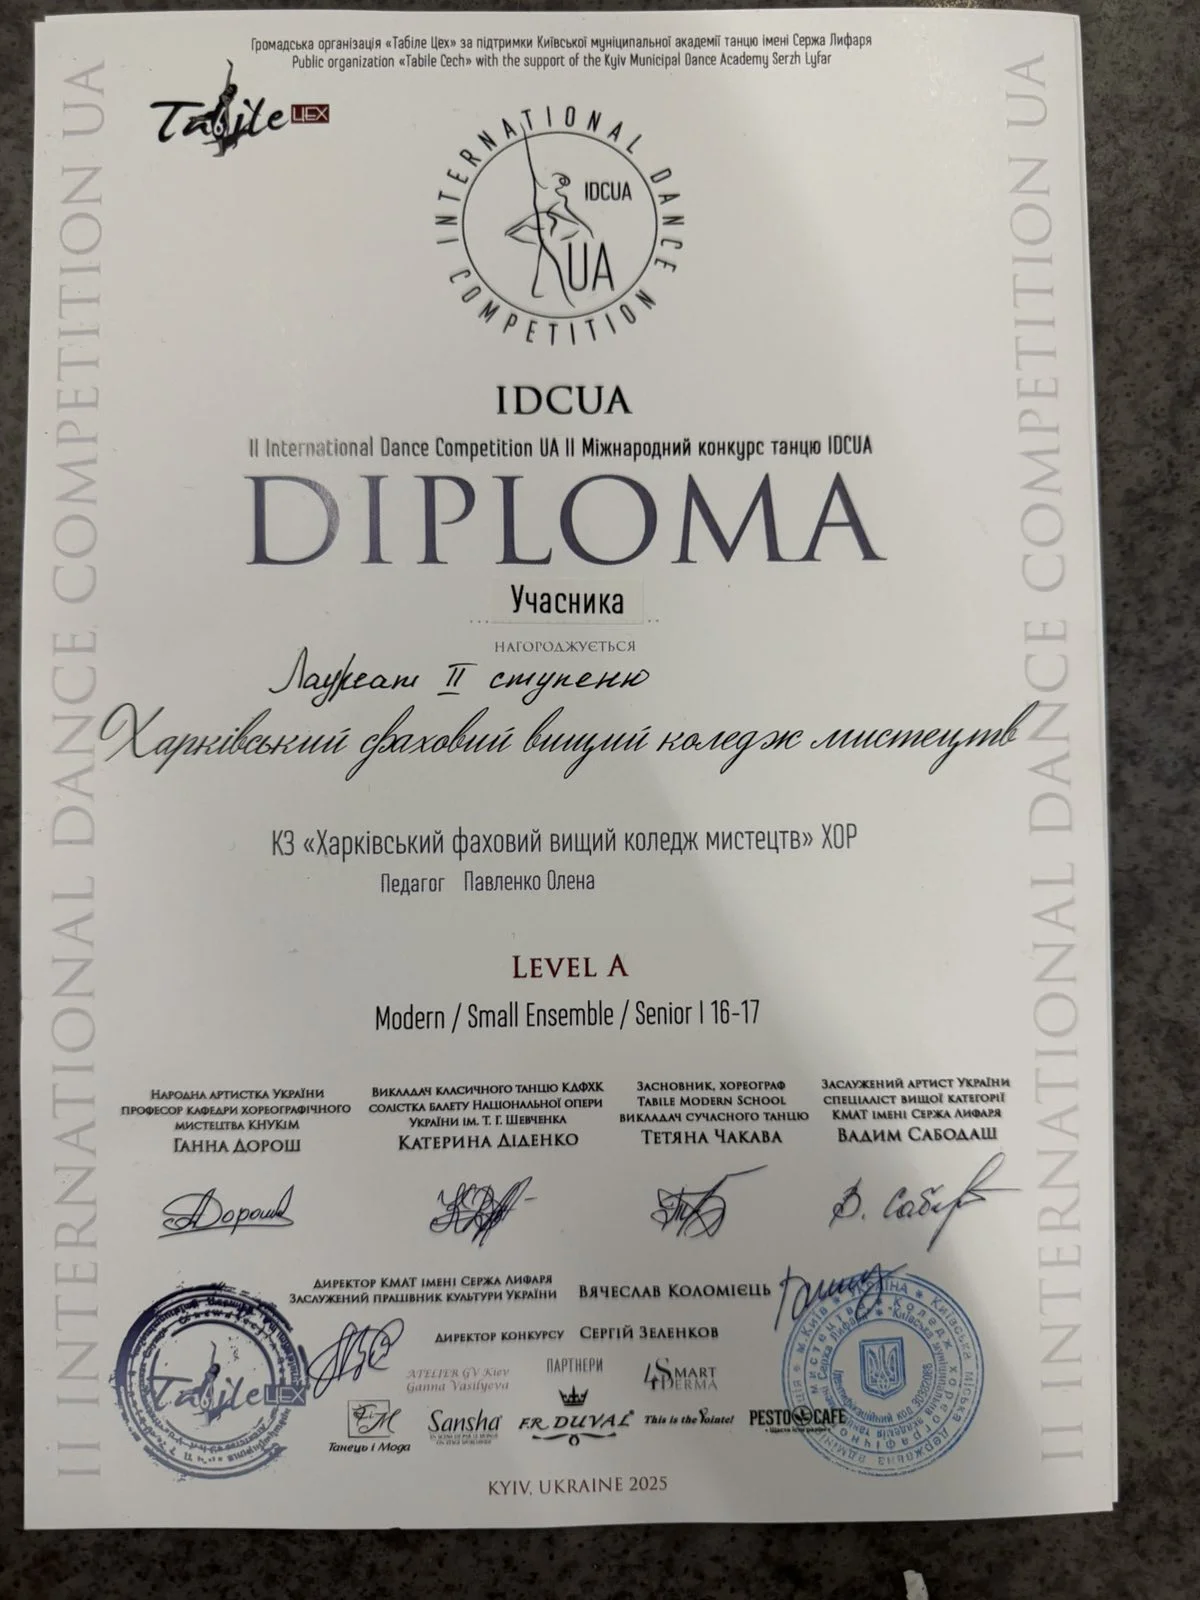 Громадська організація «Табіле Цех» за підтримки Київської муніципальної академії танцю імені Сержа Лифаря
Public organization «Tabile Cech» with the support of the Kyiv Municipal Dance Academy Serzh Lyfar
Tabile ЦЕХ
INTERNATIONAL DANCE COMPETITION
IDCUA
UA
IDCUA
II International Dance Competition UA II Міжнародний конкурс танцю IDCUA
DIPLOMA
Учасника
НАГОРОДЖУЄТЬСЯ
Лауреат II ступеню
Харківський фаховий вищий коледж мистецтв
КЗ «Харківський фаховий вищий коледж мистецтв» ХОР
Педагог Павленко Олена
LEVEL A
Modern / Small Ensemble / Senior I 16-17
НАРОДНА АРТИСТКА УКРАЇНИ
ПРОФЕСОР КАФЕДРИ ХОРЕОГРАФІЧНОГО
МИСТЕЦТВА КНУКІМ
ГАННА ДОРОШ
ВИКЛАДАЧ КЛАСИЧНОГО ТАНЦЮ КДФХК
СОЛІСТКА БАЛЕТУ НАЦІОНАЛЬНОЇ ОПЕРИ
УКРАЇНИ ІМ. Т. Г. ШЕВЧЕНКА
КАТЕРИНА ДІДЕНКО
ЗАСНОВНИК, ХОРЕОГРАФ
TABILE MODERN SCHOOL
ВИКЛАДАЧ СУЧАСНОГО ТАНЦЮ
ТЕТЯНА ЧАКАВА
ЗАСЛУЖЕНИЙ АРТИСТ УКРАЇНИ
СПЕЦІАЛІСТ ВИЩОЇ КАТЕГОРІЇ
КМАТ ІМЕНІ СЕРЖА ЛИФАРЯ
ВАДИМ САБОДАШ
ДИРЕКТОР КМАТ ІМЕНІ СЕРЖА ЛИФАРЯ
ЗАСЛУЖЕНИЙ ПРАЦІВНИК КУЛЬТУРИ УКРАЇНИ
ВЯЧЕСЛАВ КОЛОМІЄЦЬ
ДИРЕКТОР КОНКУРСУ СЕРГІЙ ЗЕЛЕНКОВ
ПАРТНЕРИ
ATELIER GV Kiev
Ganna Vasilyeva
SMART
DERMA
Танець і Мода
Sansha
F.R. DUVAL
This is the Pointe!
PESTO CAFE
Tabile ЦЕХ
KYIV, UKRAINE 2025
II INTERNATIONAL DANCE COMPETITION UA
II INTERNATIONAL DANCE COMPETITION UA